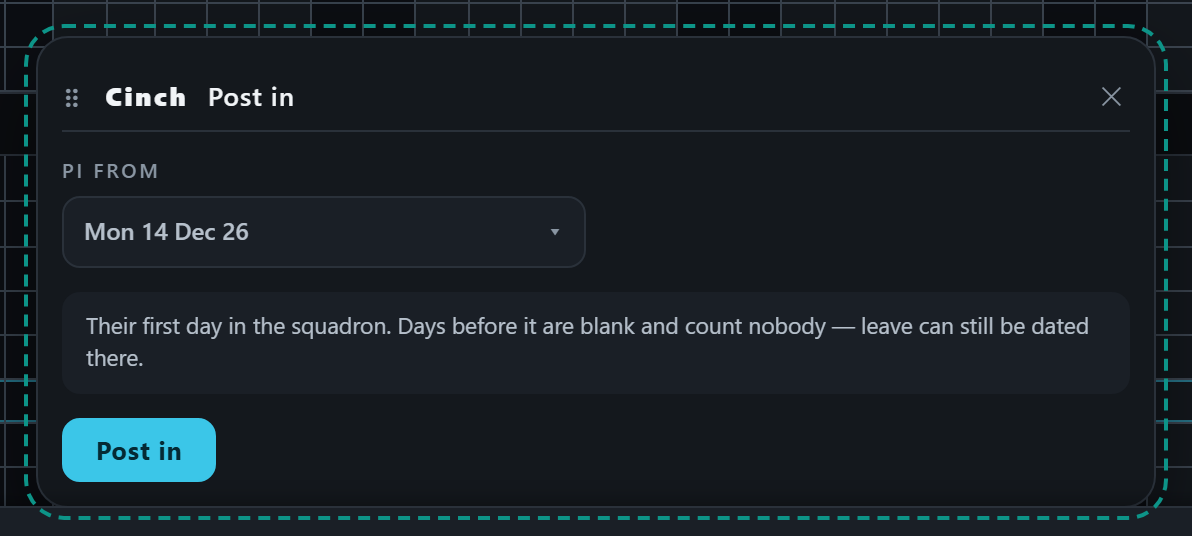 Cinch Post in
PI FROM
Mon 14 Dec 26
Their first day in the squadron. Days before it are blank and count nobody — leave can still be dated
there.
Post in